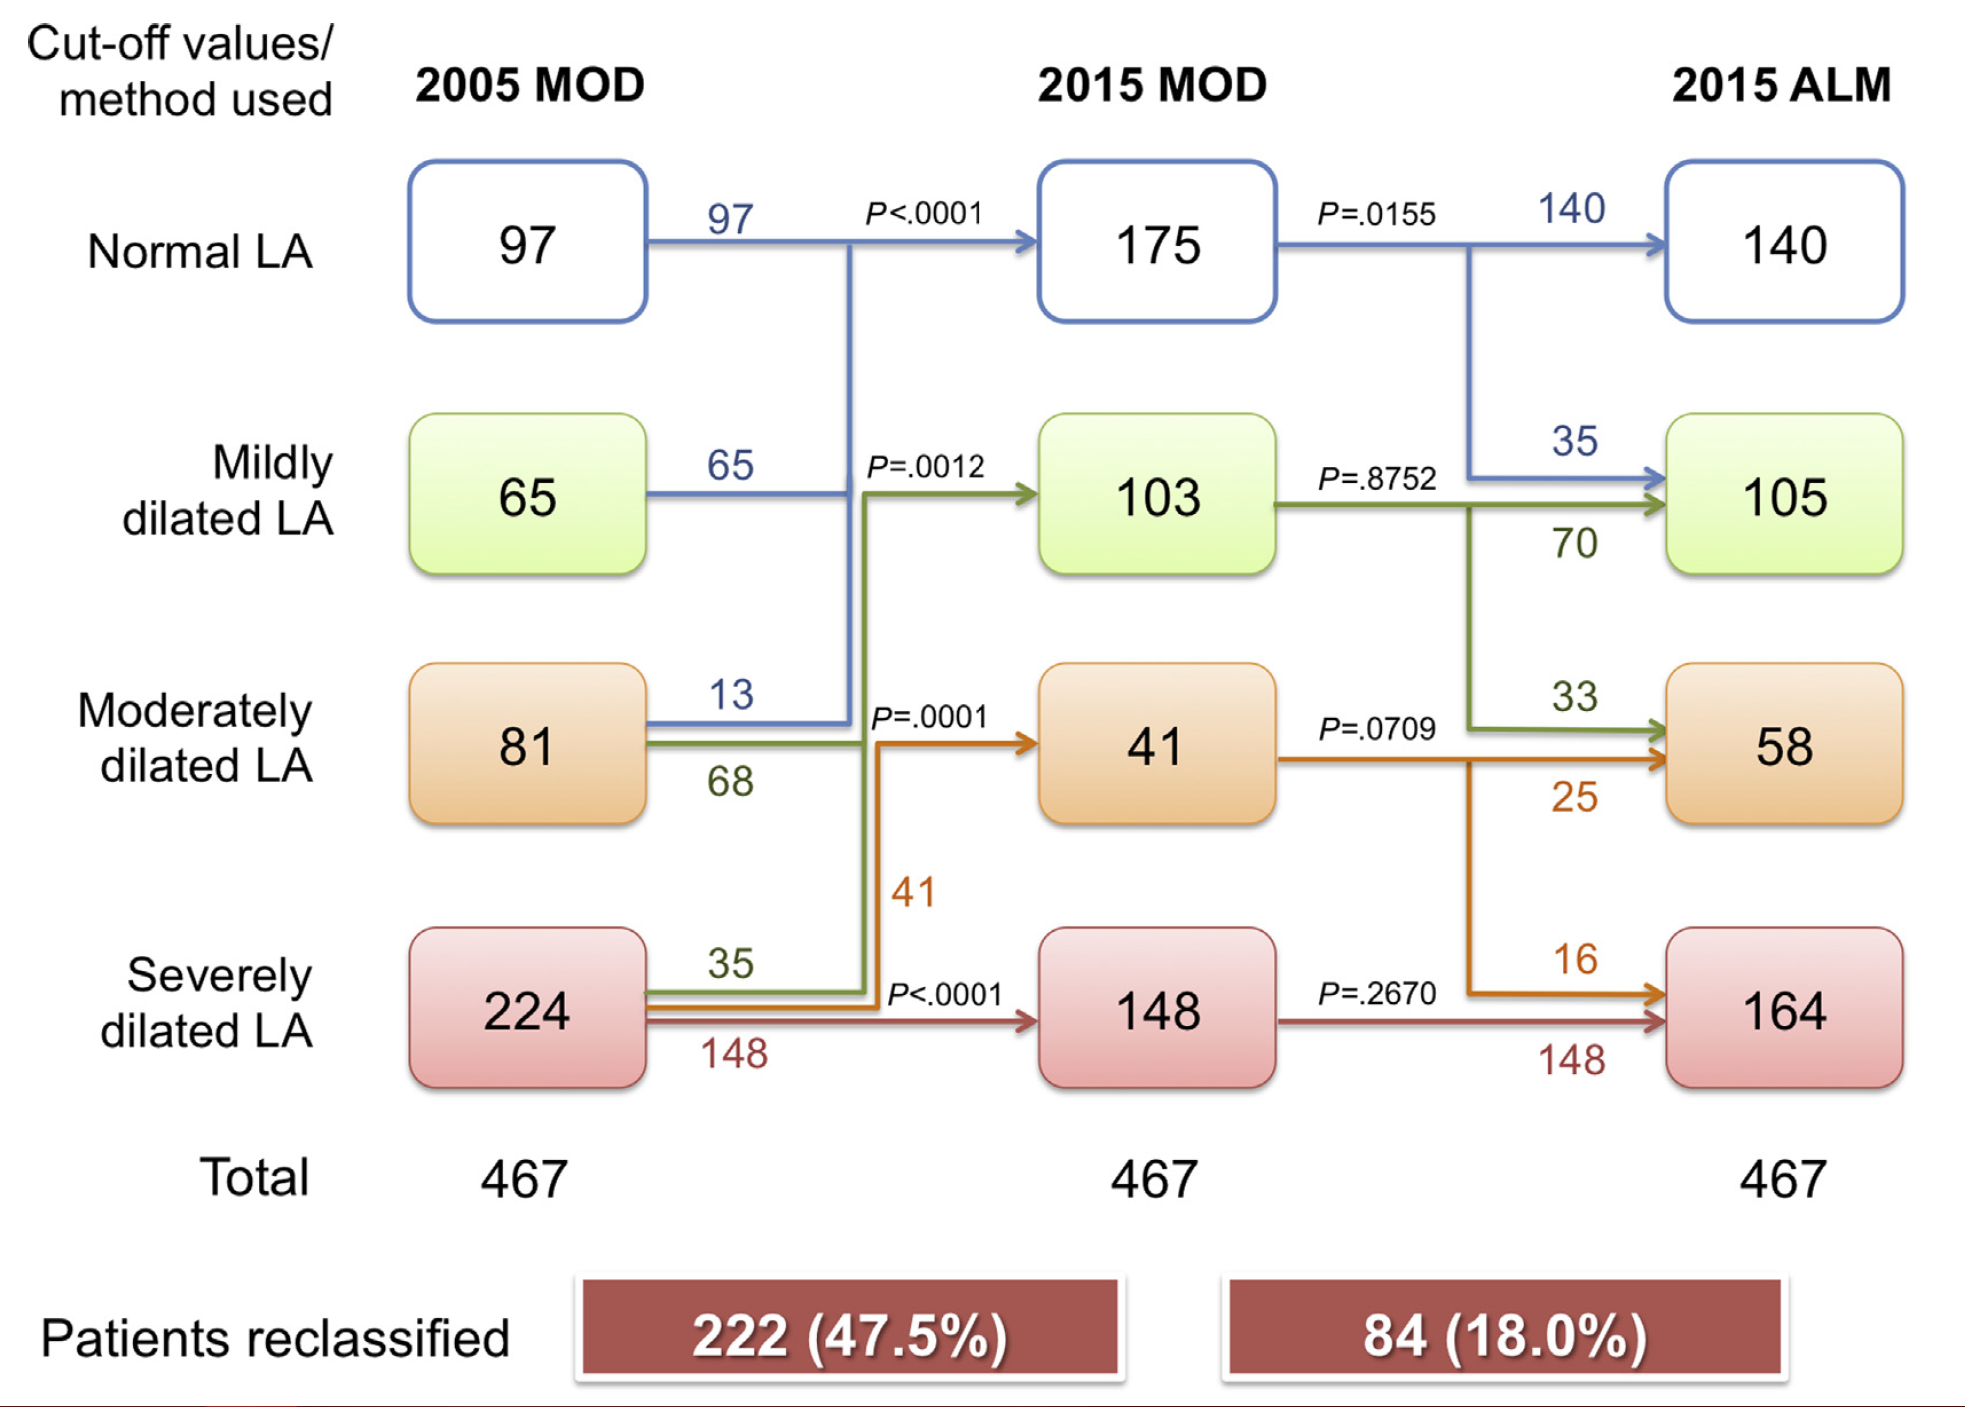 Cut-off values/
method used
2005 MOD
2015 MOD
2015 ALM
Normal LA
97
97
P<.0001
175
P=.0155
140
140
Mildly
dilated LA
65
65
P=.0012
103
P=.8752
35
70
105
Moderately
dilated LA
81
13
68
P=.0001
41
P=.0709
33
25
58
41
Severely
dilated LA
224
35
148
P<.0001
148
P=.2670
16
148
164
Total
467
467
467
Patients reclassified
222 (47.5%)
84 (18.0%)